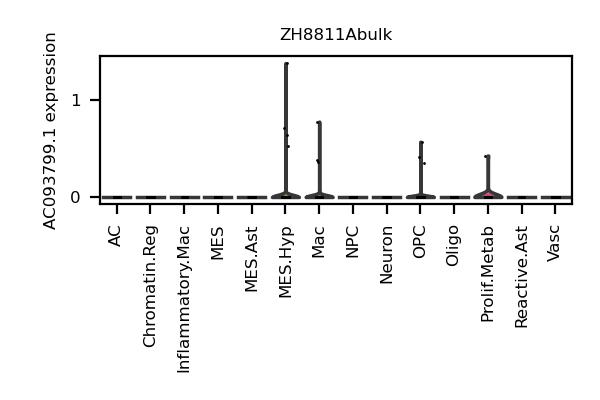 ZH8811Abulk
AC093799.1 expression
1
0
AC
Chromatin.Reg
Inflammatory.Mac
MES
MES.Ast
MES.Hyp
Mac
NPC
Neuron
OPC
Oligo
Prolif.Metab
Reactive.Ast
Vasc